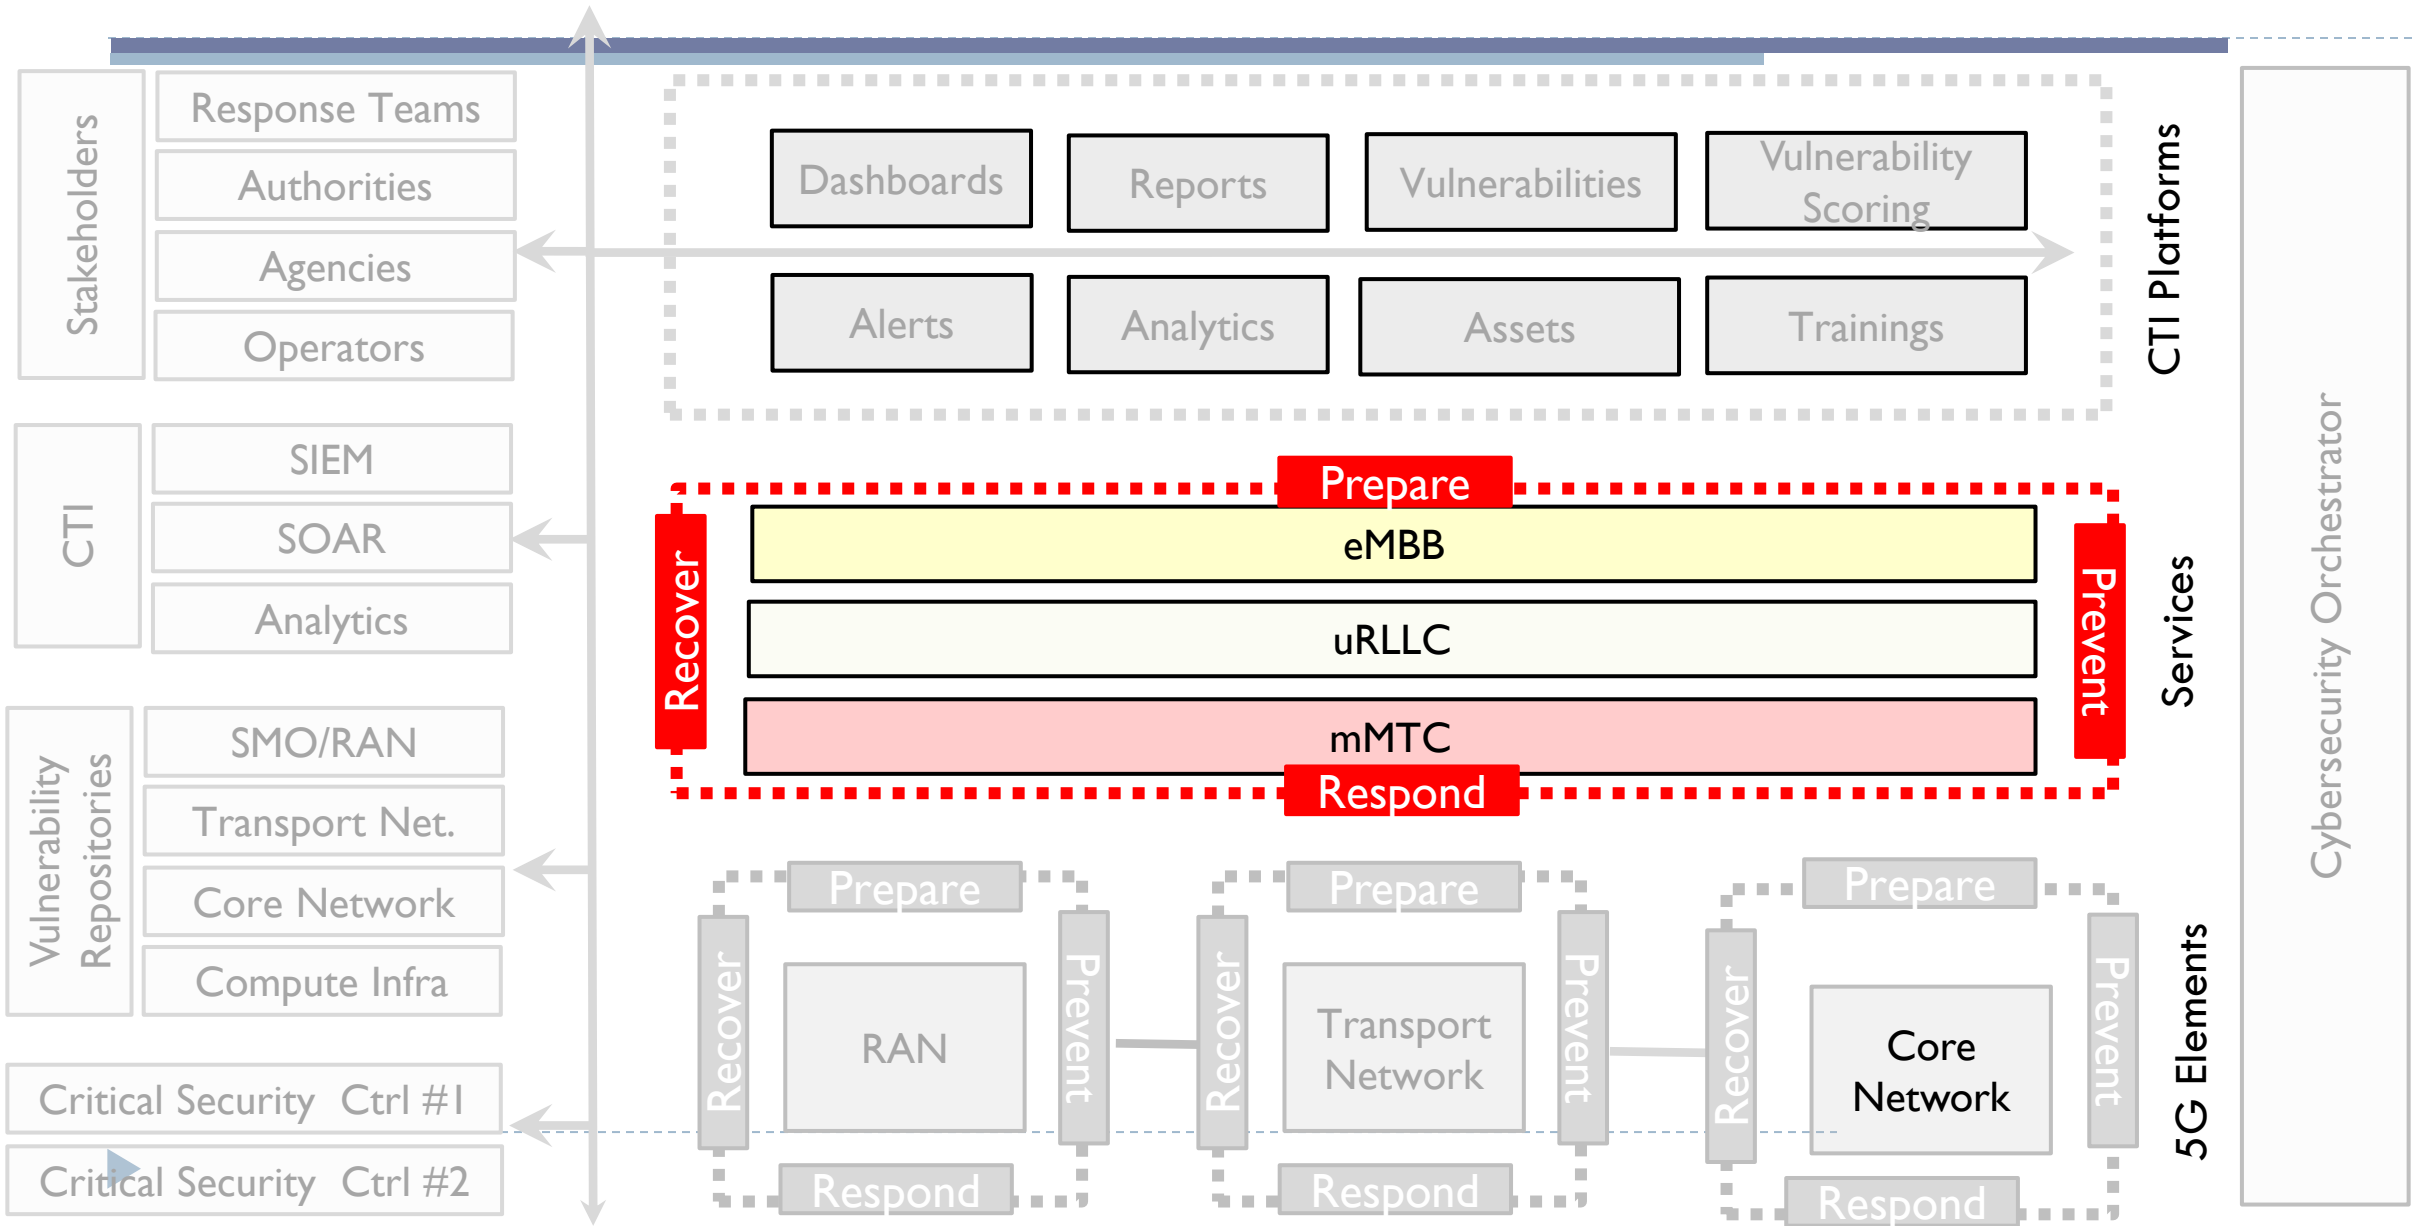 Stakeholders
Response Teams
Authorities
Agencies
Operators
CTI
SIEM
SOAR
Analytics
Vulnerability
Repositories
SMO/RAN
Transport Net.
Core Network
Compute Infra
Critical Security Ctrl #1
Critical Security Ctrl #2
Dashboards
Reports
Vulnerabilities
Vulnerability
Scoring
Alerts
Analytics
Assets
Trainings
CTI Platforms
Prepare
Recover
eMBB
uRLLC
mMTC
Prevent
Respond
Services
Prepare
Recover
RAN
Prevent
Respond
Prepare
Recover
Transport
Network
Prevent
Respond
Prepare
Recover
Core
Network
Prevent
Respond
5G Elements
Cybersecurity Orchestrator